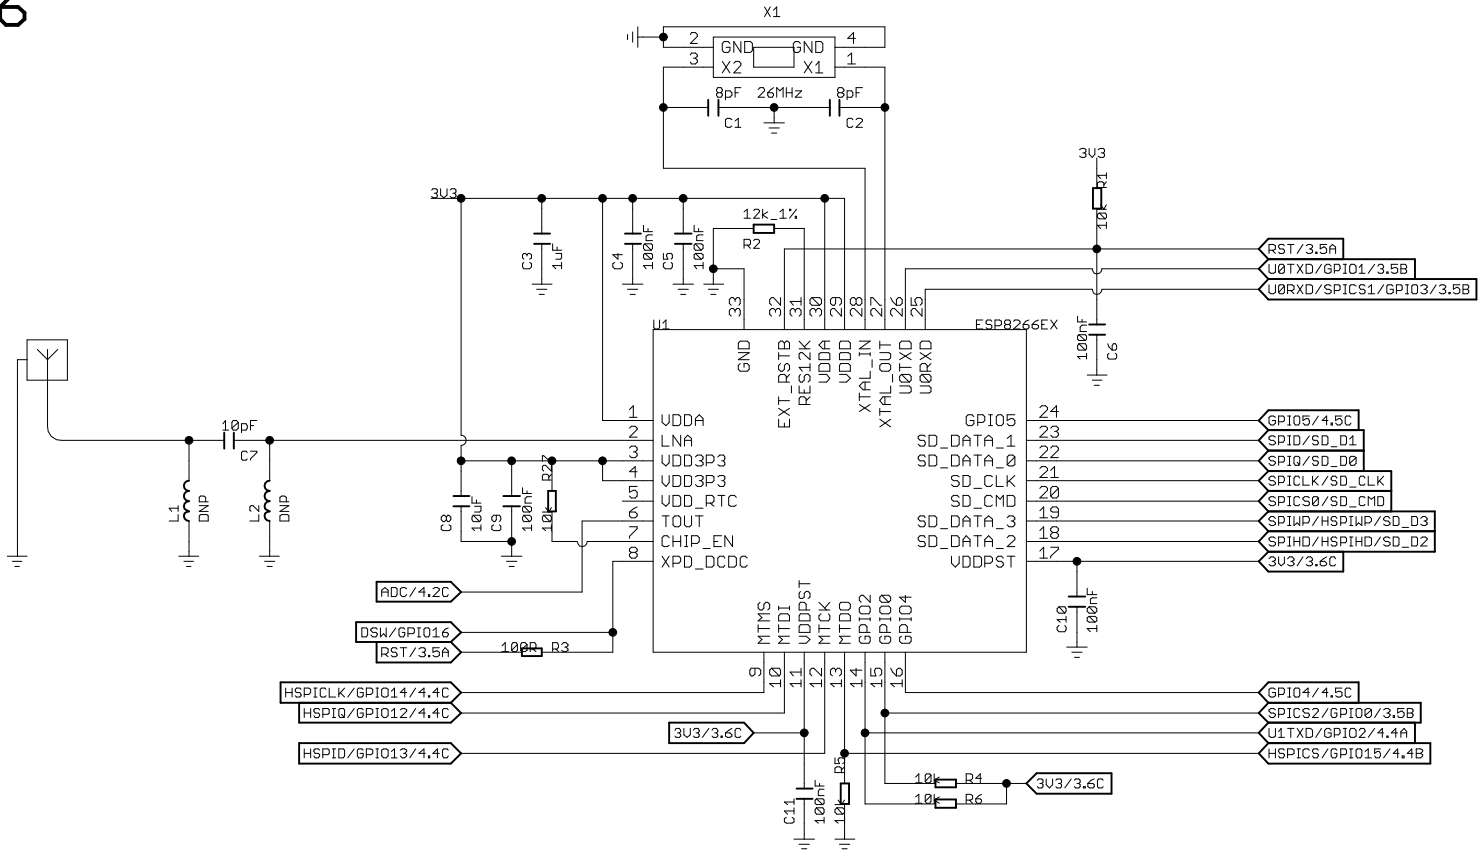 6
X1
2 GND GND 4
3 X2 X1 1
8pF 26MHz 8pF
C1 C2
3V3
R1
10k
3V3
12k_1%
R2
C3
1uF
C4
100nF
C5
100nF
RST/3.5A
U0TXD/GPIO1/3.5B
U0RXD/SPICS1/GPIO3/3.5B
33 32 31 30 29 28 27 26 25
U1
ESP8266EX
100nF
C6
GND
EXT_RSTB
RES12K
VDDA
VDDD
XTAL_IN
XTAL_OUT
U0TXD
U0RXD
1 VDDA
2 LNA
3 VDD3P3
4 VDD3P3
5 VDD_RTC
6 TOUT
7 CHIP_EN
8 XPD_DCDC
GPIO5 24 GPIO5/4.5C
SD_DATA_1 23 SPID/SD_D1
SD_DATA_0 22 SPIQ/SD_D0
SD_CLK 21 SPICLK/SD_CLK
SD_CMD 20 SPICS0/SD_CMD
SD_DATA_3 19 SPIWP/HSPIWP/SD_D3
SD_DATA_2 18 SPIHD/HSPIHD/SD_D2
VDDPST 17 3V3/3.6C
10pF
C7
L1
DNP
L2
DNP
C8
10uF
C9
100nF
R27
10k
ADC/4.2C
DSW/GPIO16
RST/3.5A
100R R3
C10
100nF
MTMS
MTDI
VDDPST
MTCK
MTDO
GPIO2
GPIO0
GPIO4
9 10 11 12 13 14 15 16
HSPICLK/GPIO14/4.4C
HSPIQ/GPIO12/4.4C
3V3/3.6C
HSPID/GPIO13/4.4C
GPIO4/4.5C
SPICS2/GPIO0/3.5B
U1TXD/GPIO2/4.4A
HSPICS/GPIO15/4.4B
C11
100nF
R5
10k
10k R4
10k R6
3V3/3.6C